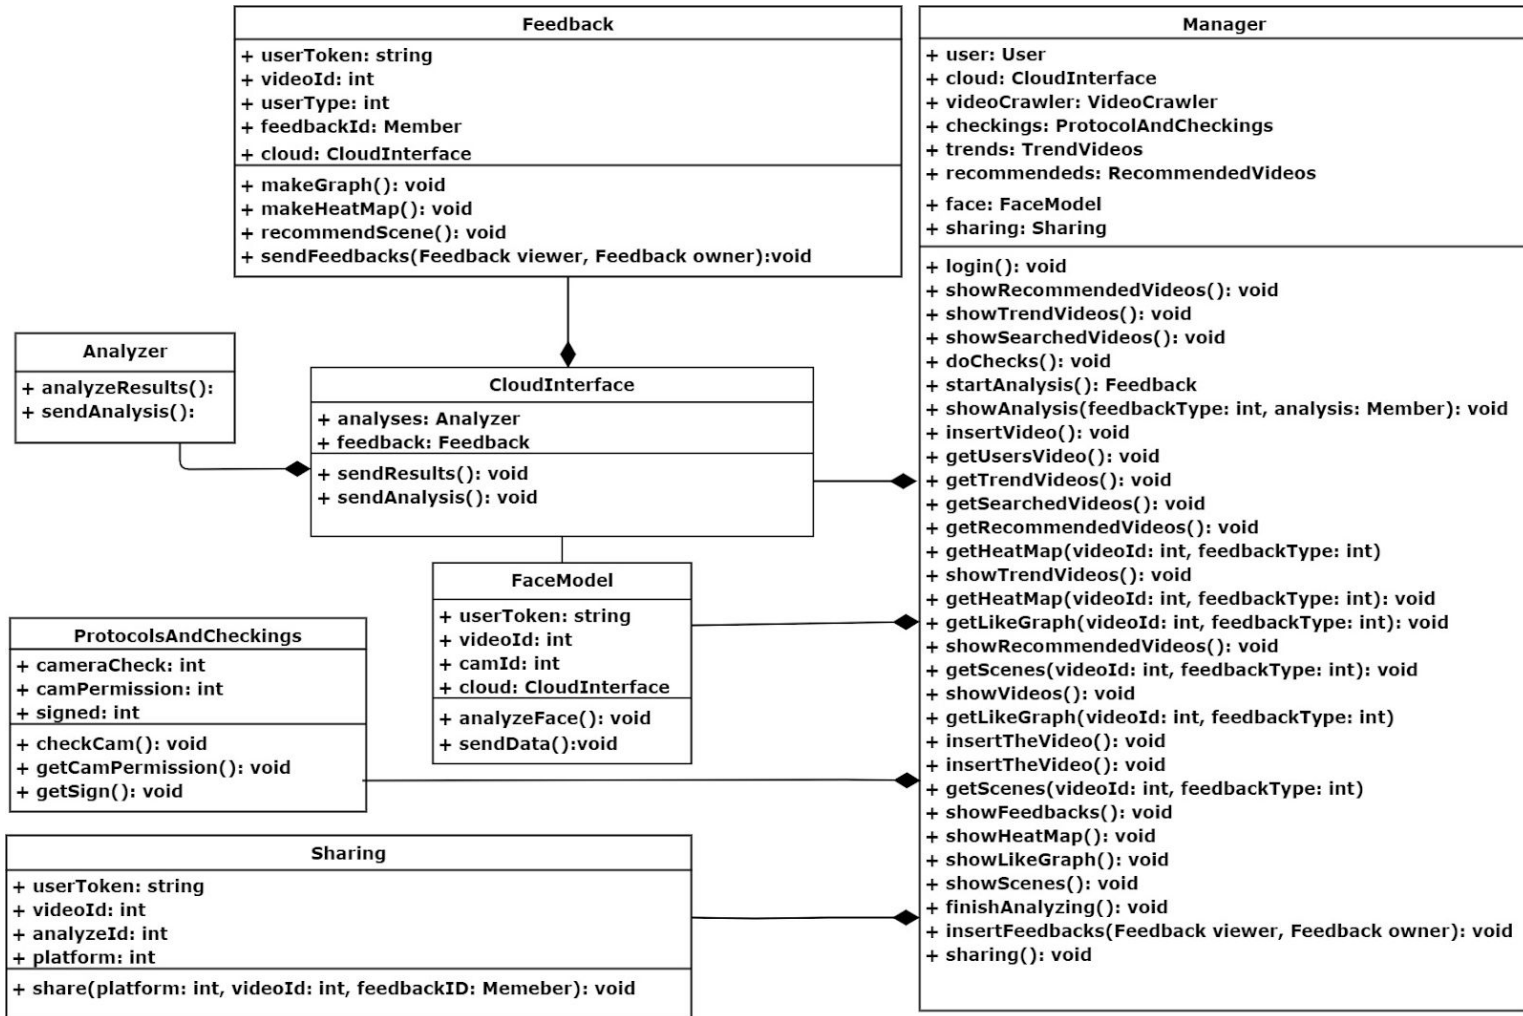 Feedback
+ userToken: string
+ videoId: int
+ userType: int
+ feedbackId: Member
+ cloud: CloudInterface
+ makeGraph(): void
+ makeHeatMap(): void
+ recommendScene(): void
+ sendFeedbacks(Feedback viewer, Feedback owner):void
Manager
+ user: User
+ cloud: CloudInterface
+ videoCrawler: VideoCrawler
+ checkings: ProtocolAndCheckings
+ trends: TrendVideos
+ recommendeds: RecommendedVideos
+ face: FaceModel
+ sharing: Sharing
+ login(): void
+ showRecommendedVideos(): void
+ showTrendVideos(): void
+ showSearchedVideos(): void
+ doChecks(): void
+ startAnalysis(): Feedback
+ showAnalysis(feedbackType: int, analysis: Member): void
+ insertVideo(): void
+ getUsersVideo(): void
+ getTrendVideos(): void
+ getSearchedVideos(): void
+ getRecommendedVideos(): void
+ getHeatMap(videoId: int, feedbackType: int)
+ showTrendVideos(): void
+ getHeatMap(videoId: int, feedbackType: int): void
+ getLikeGraph(videoId: int, feedbackType: int): void
+ showRecommendedVideos(): void
+ getScenes(videoId: int, feedbackType: int): void
+ showVideos(): void
+ getLikeGraph(videoId: int, feedbackType: int)
+ insertTheVideo(): void
+ insertTheVideo(): void
+ getScenes(videoId: int, feedbackType: int)
+ showFeedbacks(): void
+ showHeatMap(): void
+ showLikeGraph(): void
+ showScenes(): void
+ finishAnalyzing(): void
+ insertFeedbacks(Feedback viewer, Feedback owner): void
+ sharing(): void
Analyzer
+ analyzeResults():
+ sendAnalysis():
CloudInterface
+ analyses: Analyzer
+ feedback: Feedback
+ sendResults(): void
+ sendAnalysis(): void
FaceModel
+ userToken: string
+ videoId: int
+ camId: int
+ cloud: CloudInterface
+ analyzeFace(): void
+ sendData():void
ProtocolsAndCheckings
+ cameraCheck: int
+ camPermission: int
+ signed: int
+ checkCam(): void
+ getCamPermission(): void
+ getSign(): void
Sharing
+ userToken: string
+ videoId: int
+ analyzeId: int
+ platform: int
+ share(platform: int, videoId: int, feedbackID: Memeber): void